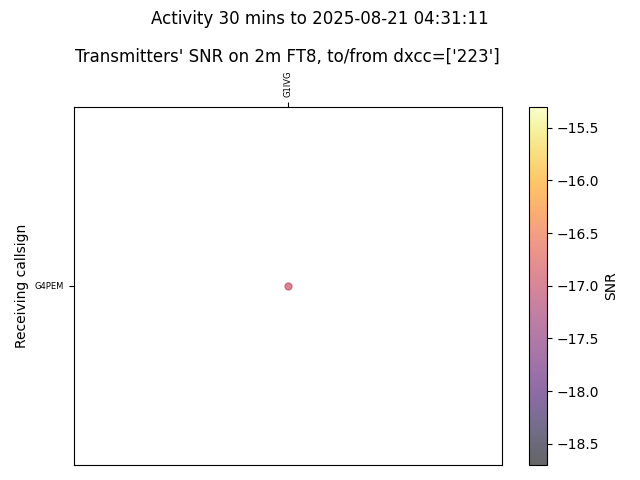 Activity 30 mins to 2025-08-21 04:31:11
Transmitters' SNR on 2m FT8, to/from dxcc=['223']
G1IVG
Receiving callsign
G4PEM
−15.5
−16.0
−16.5
−17.0
−17.5
−18.0
−18.5
SNR